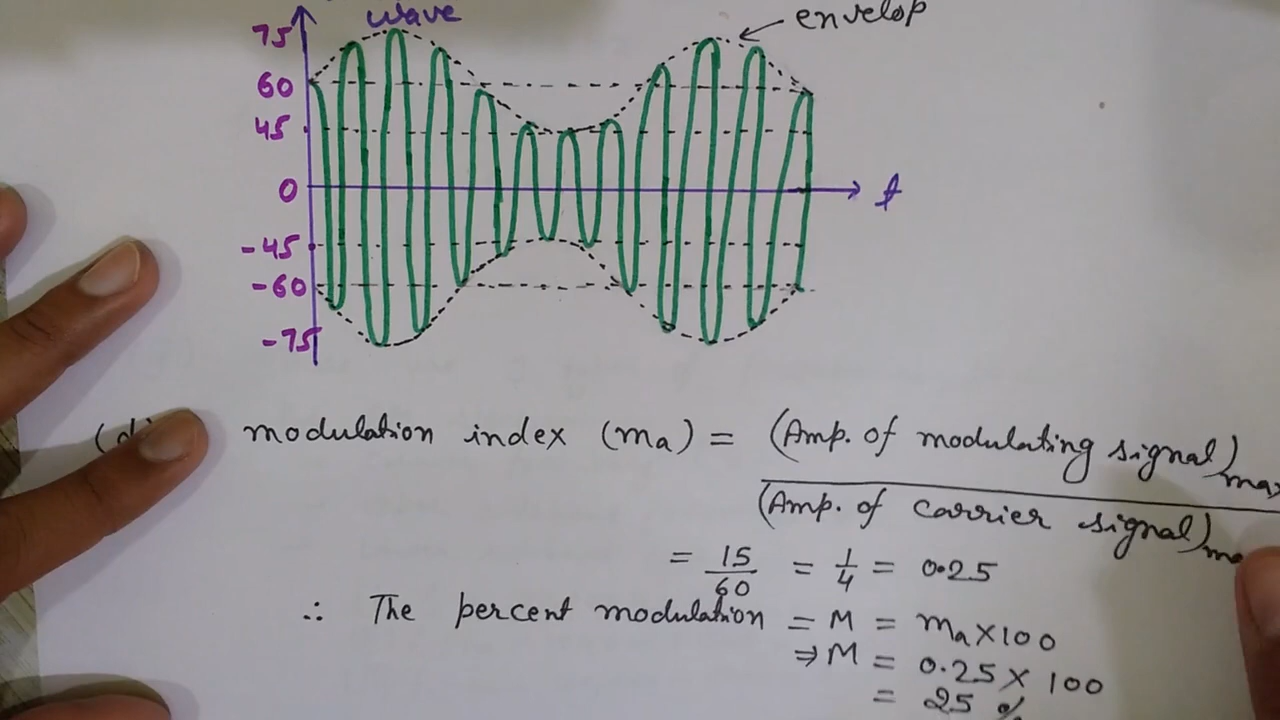 wave
envelop
75
60
45
0
t
-45
-60
-75
modulation index (ma) = (Amp. of modulating signal)max
(Amp. of carrier signal)
= 15/60 = 1/4 = 0.25
∴ The percent modulation = M = ma×100
⇒ M = 0.25 × 100
= 25 %